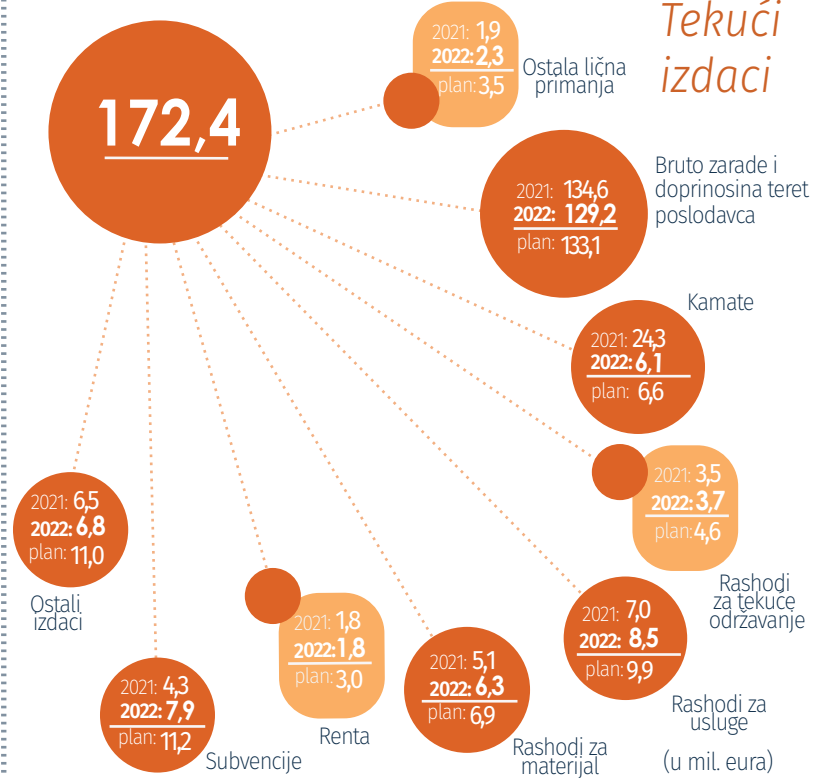 Tekući
izdaci
172,4
2021: 1,9
2022: 2,3
plan: 3,5
Ostala lična
primanja
2021: 134,6
2022: 129,2
plan: 133,1
Bruto zarade i
doprinosina teret
poslodavca
Kamate
2021: 24,3
2022: 6,1
plan: 6,6
2021: 3,5
2022: 3,7
plan: 4,6
Rashodi
za tekuće
održavanje
2021: 7,0
2022: 8,5
plan: 9,9
Rashodi za
usluge
2021: 5,1
2022: 6,3
plan: 6,9
Rashodi za
materijal
2021: 1,8
2022: 1,8
plan: 3,0
Renta
2021: 4,3
2022: 7,9
plan: 11,2
Subvencije
2021: 6,5
2022: 6,8
plan: 11,0
Ostali
izdaci
(u mil. eura)